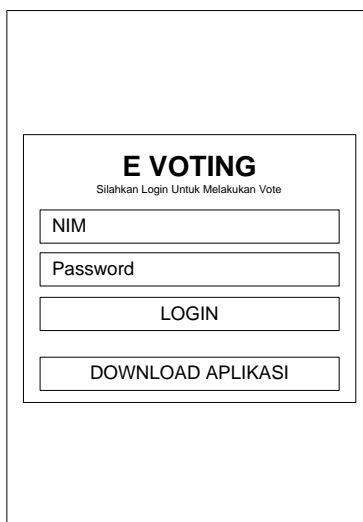 E VOTING
Silahkan Login Untuk Melakukan Vote
NIM
Password
LOGIN
DOWNLOAD APLIKASI